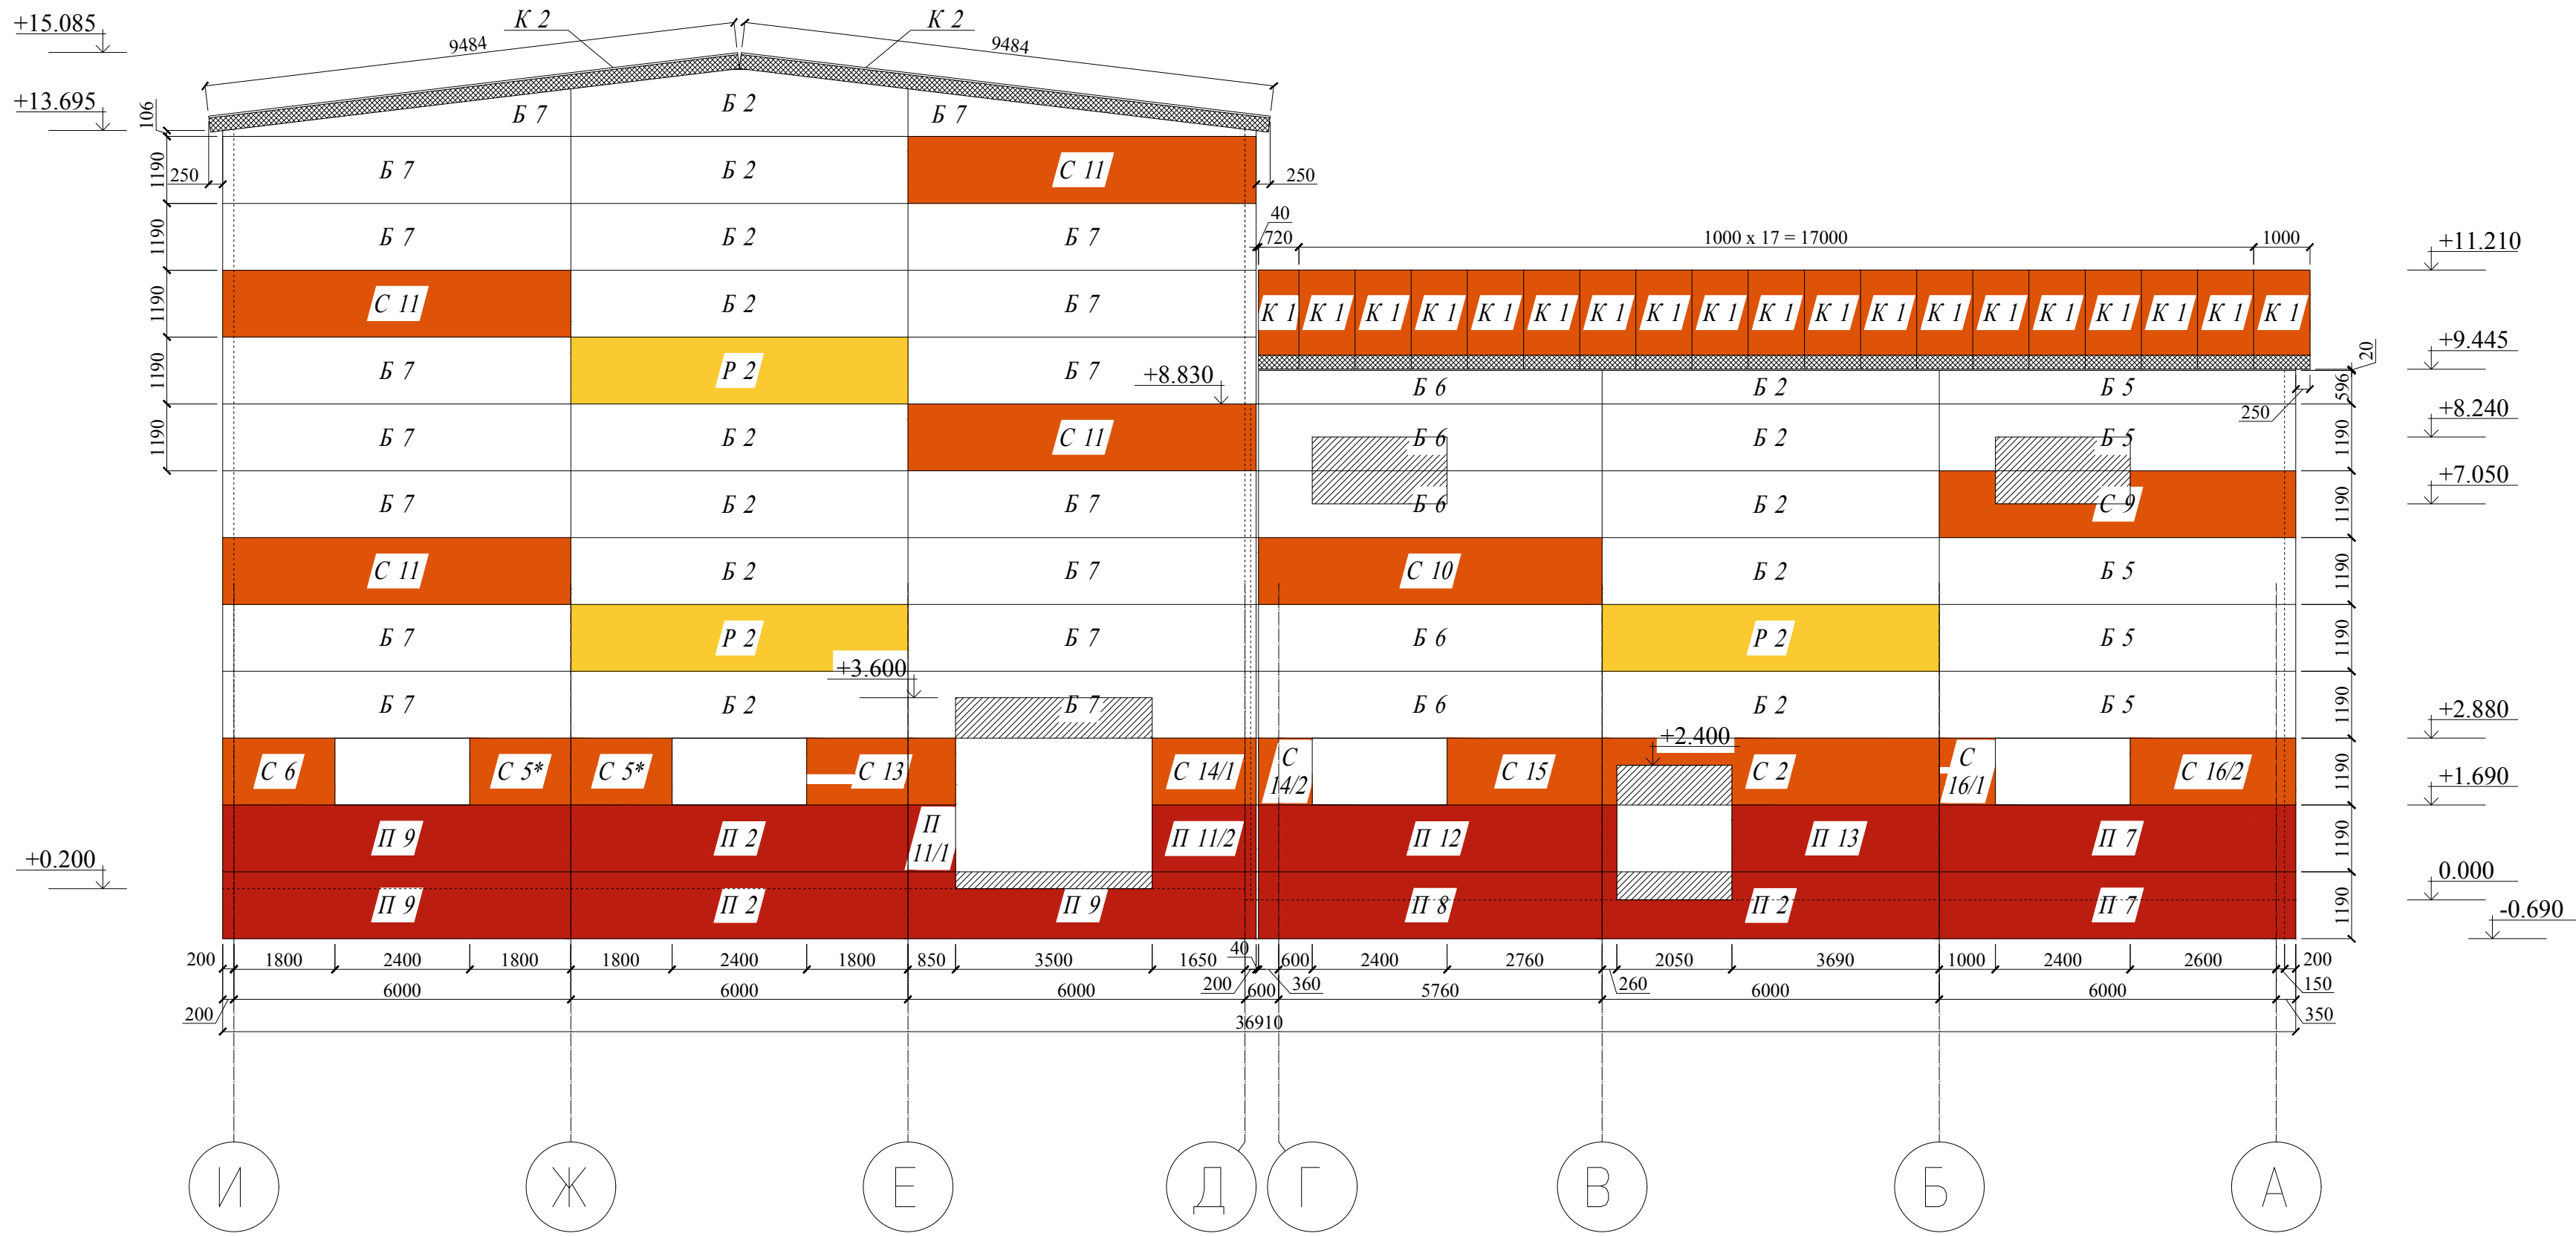 +15.085
К 2
К 2
9484
9484
+13.695
106
Б 7
Б 2
Б 7
1190
Б 7
Б 2
С 11
250
250
1190
Б 7
Б 2
Б 7
40
720
1000 x 17 = 17000
1000
+11.210
1190
С 11
Б 2
Б 7
К 1 К 1 К 1 К 1 К 1 К 1 К 1 К 1 К 1 К 1 К 1 К 1 К 1 К 1 К 1 К 1 К 1 К 1 К 1
+9.445
20
1190
Б 7
Р 2
Б 7
+8.830
Б 6
Б 2
Б 5
596
250
+8.240
1190
Б 7
Б 2
С 11
Б 6
Б 2
Б 5
1190
Б 7
Б 2
Б 7
Б 6
Б 2
С 9
1190
+7.050
С 11
Б 2
Б 7
С 10
Б 2
Б 5
1190
Б 7
Р 2
Б 7
Б 6
Р 2
Б 5
1190
+3.600
Б 7
Б 2
Б 7
Б 6
Б 2
Б 5
1190
+2.880
+2.400
С 6
С 5*
С 5*
С 13
С 14/1
С
14/2
С 15
С 2
С
16/1
С 16/2
1190
+1.690
П 9
П 2
П
11/1
П 11/2
П 12
П 13
П 7
1190
+0.200
0.000
П 9
П 2
П 9
П 8
П 2
П 7
1190
-0.690
200 1800 2400 1800 1800 2400 1800 850 3500 1650 40 600 2400 2760 2050 3690 1000 2400 2600 200
200 360 260 150
6000 6000 6000 600 5760 6000 6000
200
350
36910
И Ж Е Д Г В Б А